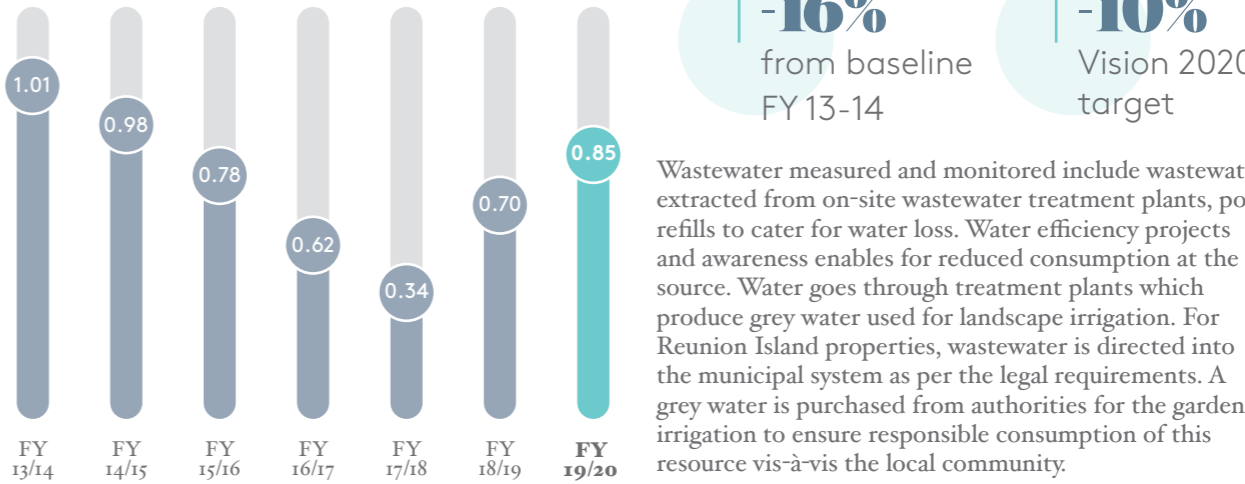 1.01
0.98
0.78
0.62
0.34
0.70
0.85
FY
13/14
FY
14/15
FY
15/16
FY
16/17
FY
17/18
FY
18/19
FY
19/20
-16%
from baseline
FY 13-14
-10%
Vision 2020
target
Wastewater measured and monitored include wastewat
extracted from on-site wastewater treatment plants, po
refills to cater for water loss. Water efficiency projects
and awareness enables for reduced consumption at the
source. Water goes through treatment plants which
produce grey water used for landscape irrigation. For
Reunion Island properties, wastewater is directed into
the municipal system as per the legal requirements. A
grey water is purchased from authorities for the garden
irrigation to ensure responsible consumption of this
resource vis-à-vis the local community.